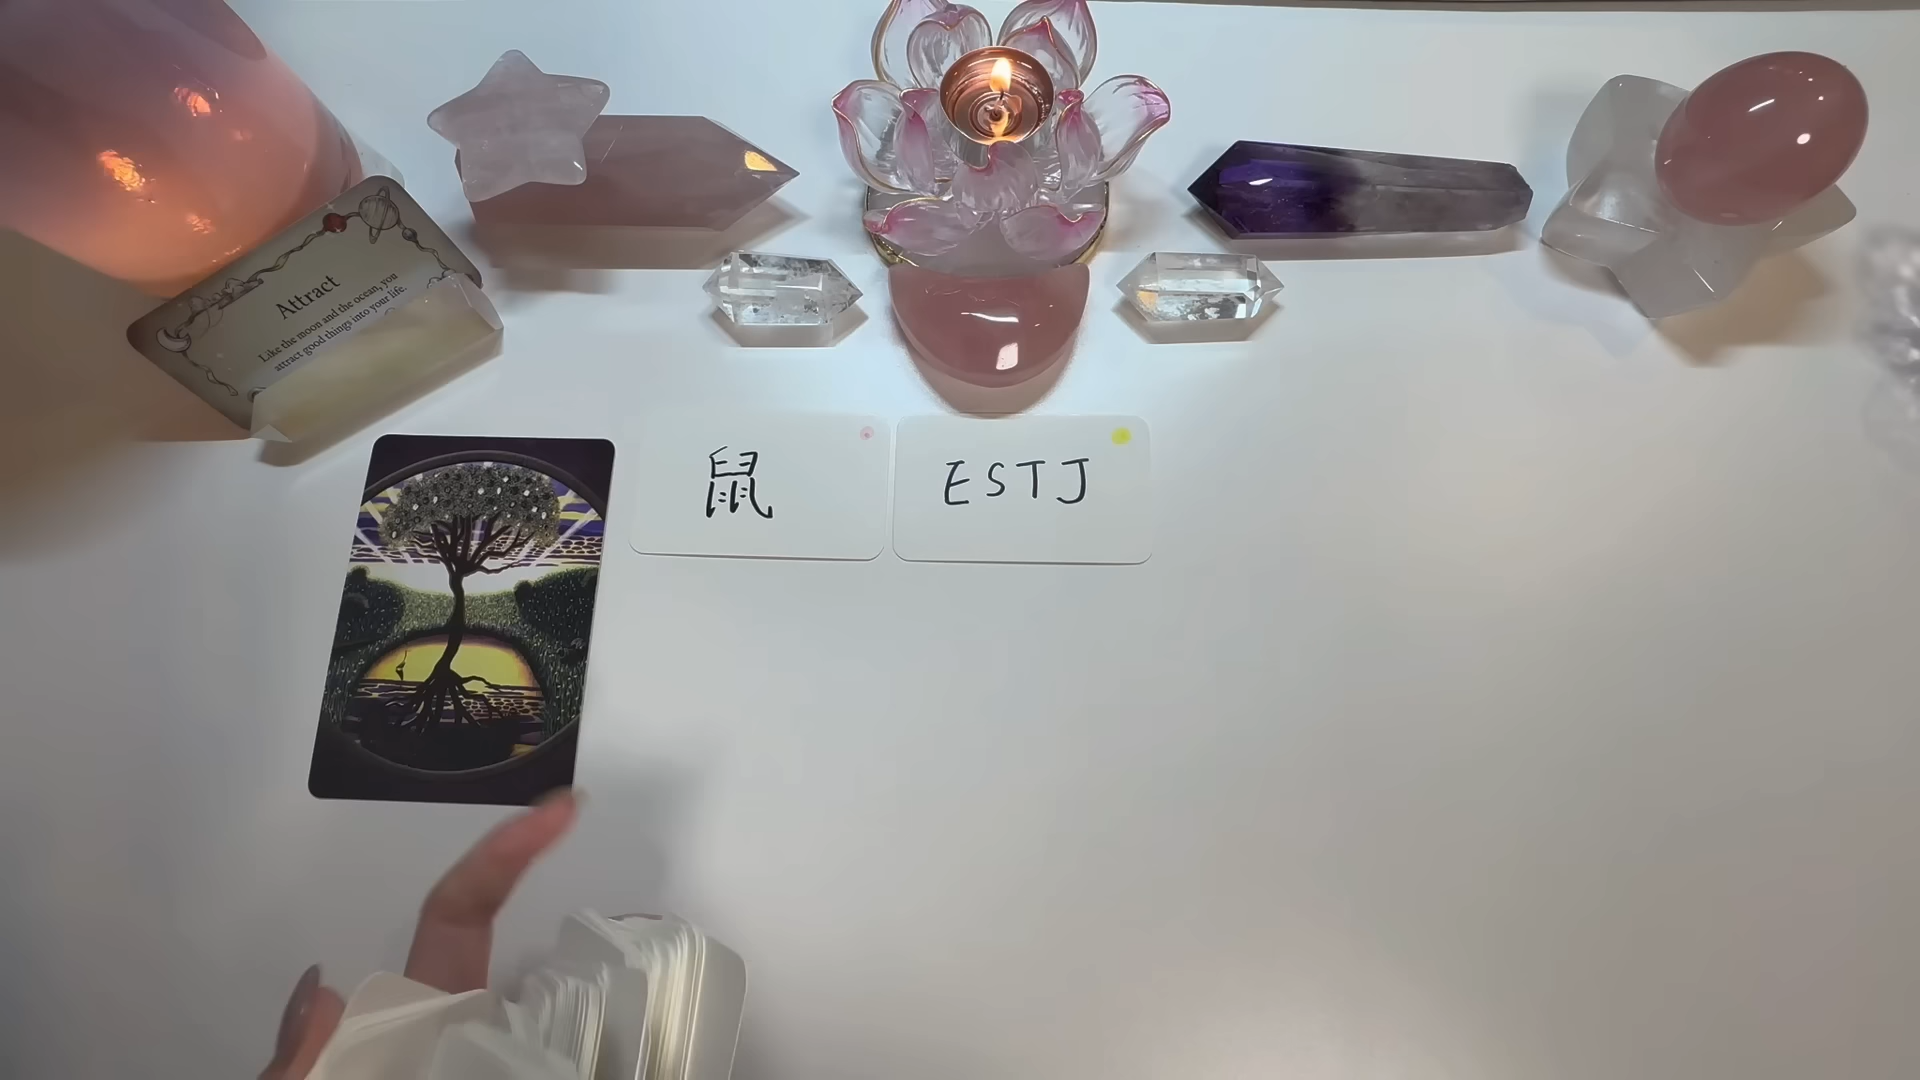 Attract
Like the moon and the ocean, you
attract good things into your life.
鼠
ESTJ